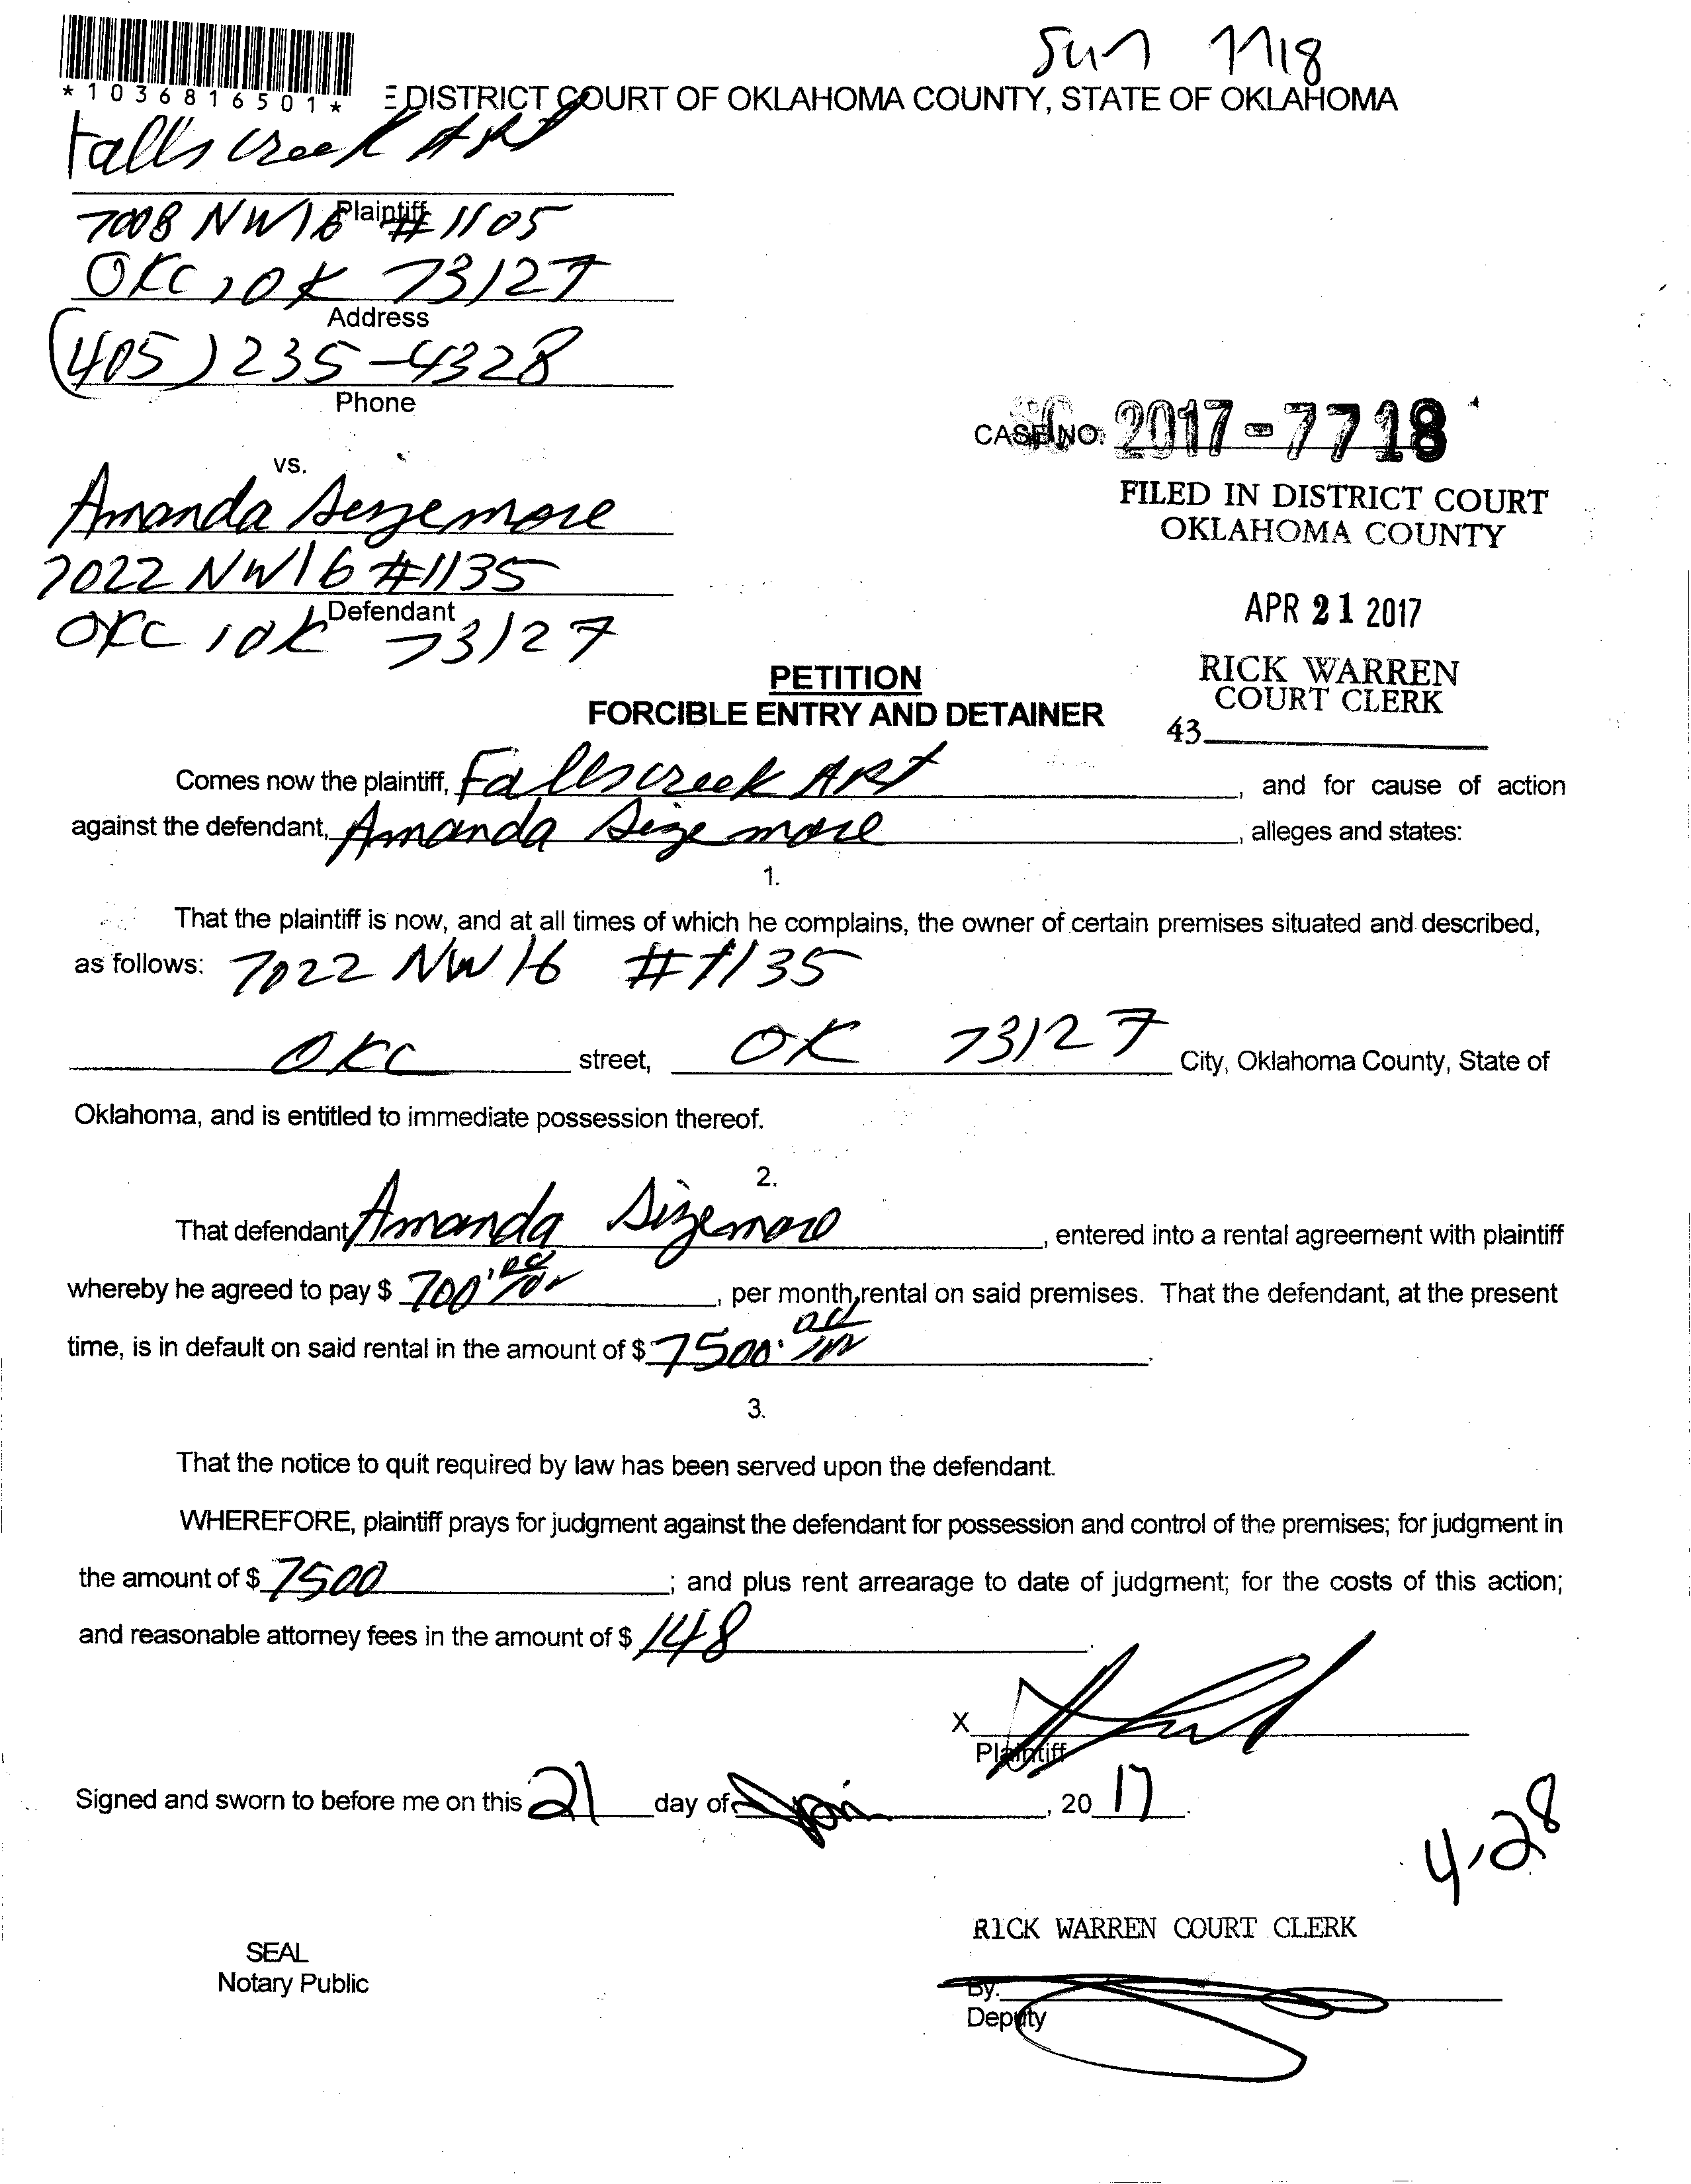 Sun 7718
*1036816501*
E DISTRICT COURT OF OKLAHOMA COUNTY, STATE OF OKLAHOMA
Fallscreek APT
Plaintiff
7008 NW16 #1105
OKC, OK 73127
Address
(405) 235-4328
Phone
CASE NO. SC 2017-7718
vs.
FILED IN DISTRICT COURT
OKLAHOMA COUNTY
Amanda Sizemore
7022 NW16 #1135
Defendant
OKC, OK 73127
APR 21 2017
RICK WARREN
COURT CLERK
43
PETITION
FORCIBLE ENTRY AND DETAINER
Comes now the plaintiff, Fallscreek APT, and for cause of action
against the defendant, Amanda Sizemore, alleges and states:
1.
That the plaintiff is now, and at all times of which he complains, the owner of certain premises situated and described,
as follows: 7022 NW 16 #1135
OKC street, OK 73127 City, Oklahoma County, State of
Oklahoma, and is entitled to immediate possession thereof.
2.
That defendant Amanda Sizemore, entered into a rental agreement with plaintiff
whereby he agreed to pay $ 700.00/100, per month, rental on said premises. That the defendant, at the present
time, is in default on said rental in the amount of $ 7500.00/100.
3.
That the notice to quit required by law has been served upon the defendant.
WHEREFORE, plaintiff prays for judgment against the defendant for possession and control of the premises; for judgment in
the amount of $ 7500; and plus rent arrearage to date of judgment; for the costs of this action;
and reasonable attorney fees in the amount of $ 148.
X
Plaintiff
Signed and sworn to before me on this 21 day of, 20 17.
4.28
RICK WARREN COURT CLERK
SEAL
Notary Public
By:
Deputy